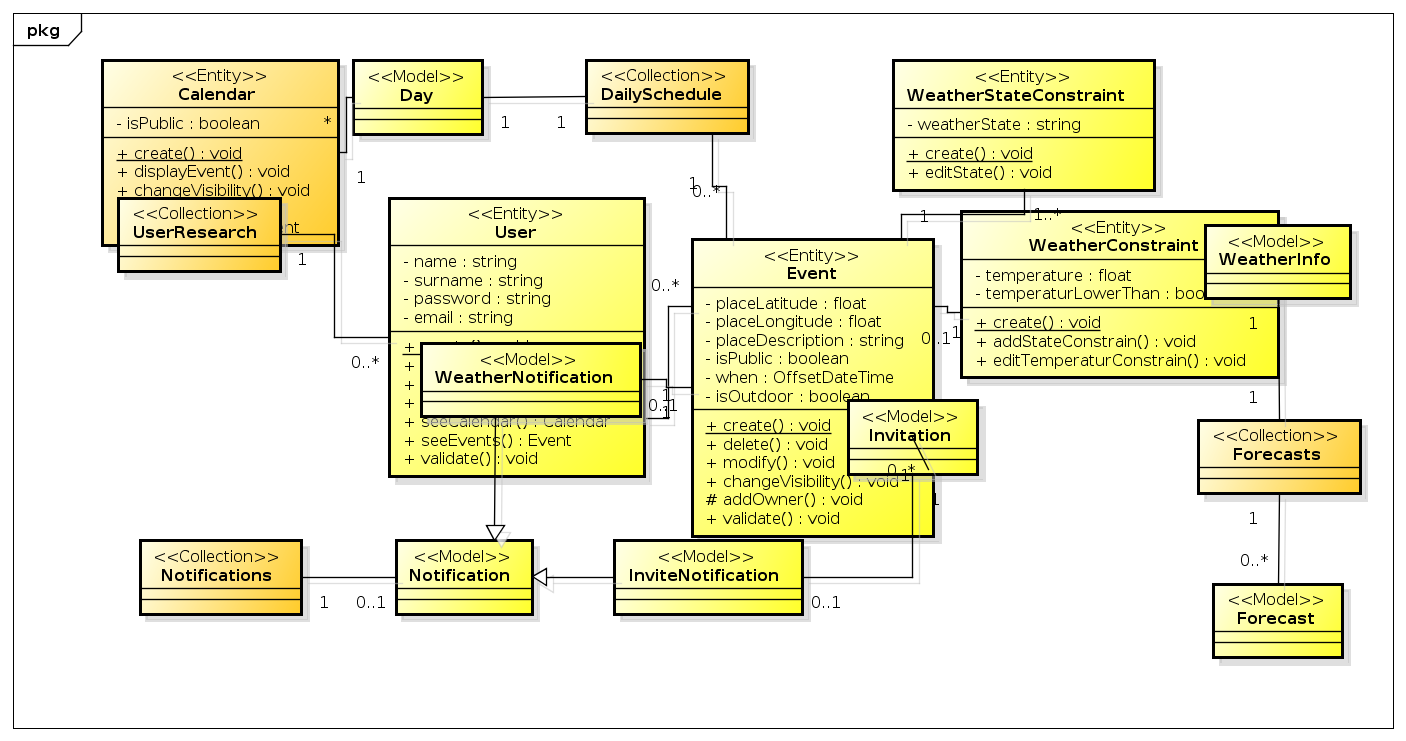 pkg
<<Entity>>
Calendar
- isPublic : boolean
*
+ create() : void
+ displayEvent() : void
+ changeVisibility() : void
<<Model>>
Day
1
1
1
<<Collection>>
DailySchedule
1
0..*
<<Entity>>
WeatherStateConstraint
- weatherState : string
+ create() : void
+ editState() : void
1
1..*
<<Collection>>
UserResearch
1
0..*
<<Entity>>
User
- name : string
- surname : string
- password : string
- email : string
+
+
+
+
+ seeCalendar() : Calendar
+ seeEvents() : Event
+ validate() : void
<<Model>>
WeatherNotification
0..*
0..1
1
<<Entity>>
Event
- placeLatitude : float
- placeLongitude : float
- placeDescription : string
- isPublic : boolean
- when : OffsetDateTime
- isOutdoor : boolean
+ create() : void
+ delete() : void
+ modify() : void
+ changeVisibility() : void
# addOwner() : void
+ validate() : void
0..1
1
<<Entity>>
WeatherConstraint
- temperature : float
- temperaturLowerThan :
+ create() : void
+ addStateConstrain() : void
+ editTemperaturConstrain() : void
<<Model>>
WeatherInfo
1
1
<<Model>>
Invitation
0..*
1
1
<<Collection>>
Forecasts
1
0..*
<<Model>>
Forecast
<<Collection>>
Notifications
1
0..1
<<Model>>
Notification
<<Model>>
InviteNotification
0..1